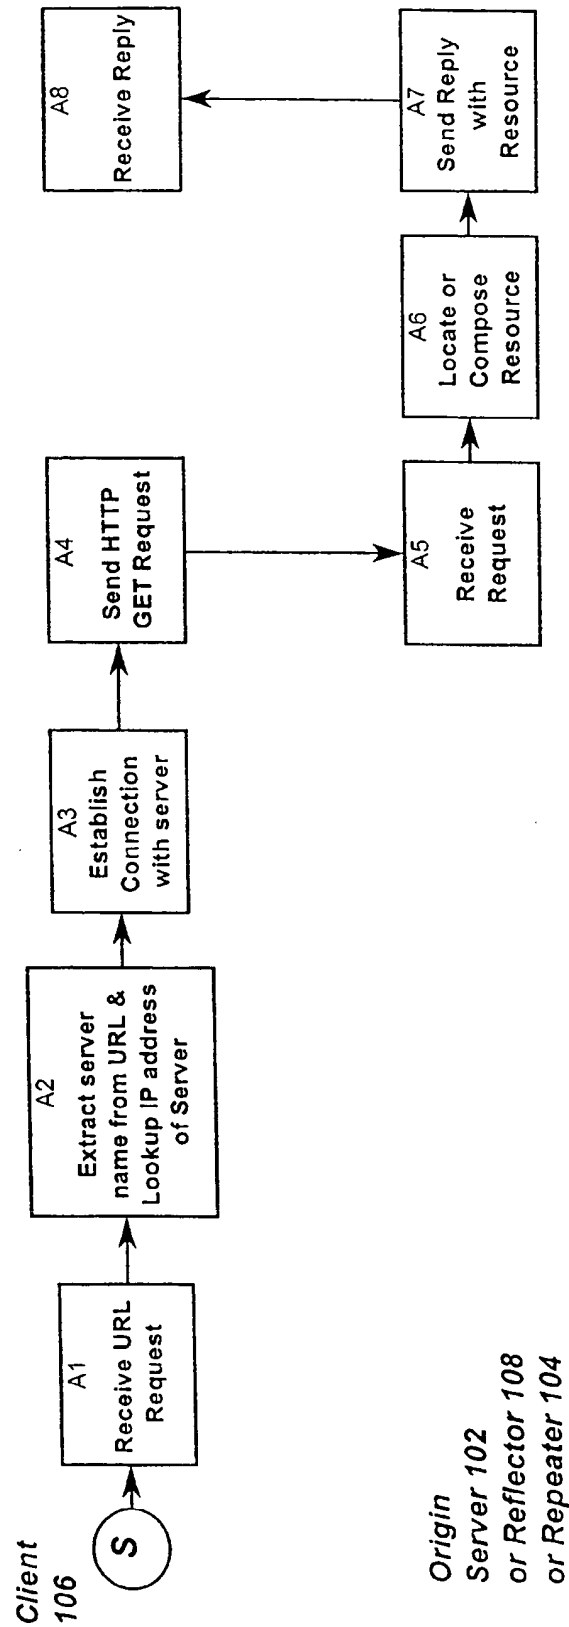 Client
106
S
A1
Receive URL
Request
A2
Extract server
name from URL &
Lookup IP address
of Server
A3
Establish
Connection
with server
A4
Send HTTP
GET Request
A5
Receive
Request
A6
Locate or
Compose
Resource
A7
Send Reply
with
Resource
A8
Receive Reply
Origin
Server 102
or Reflector 108
or Repeater 104